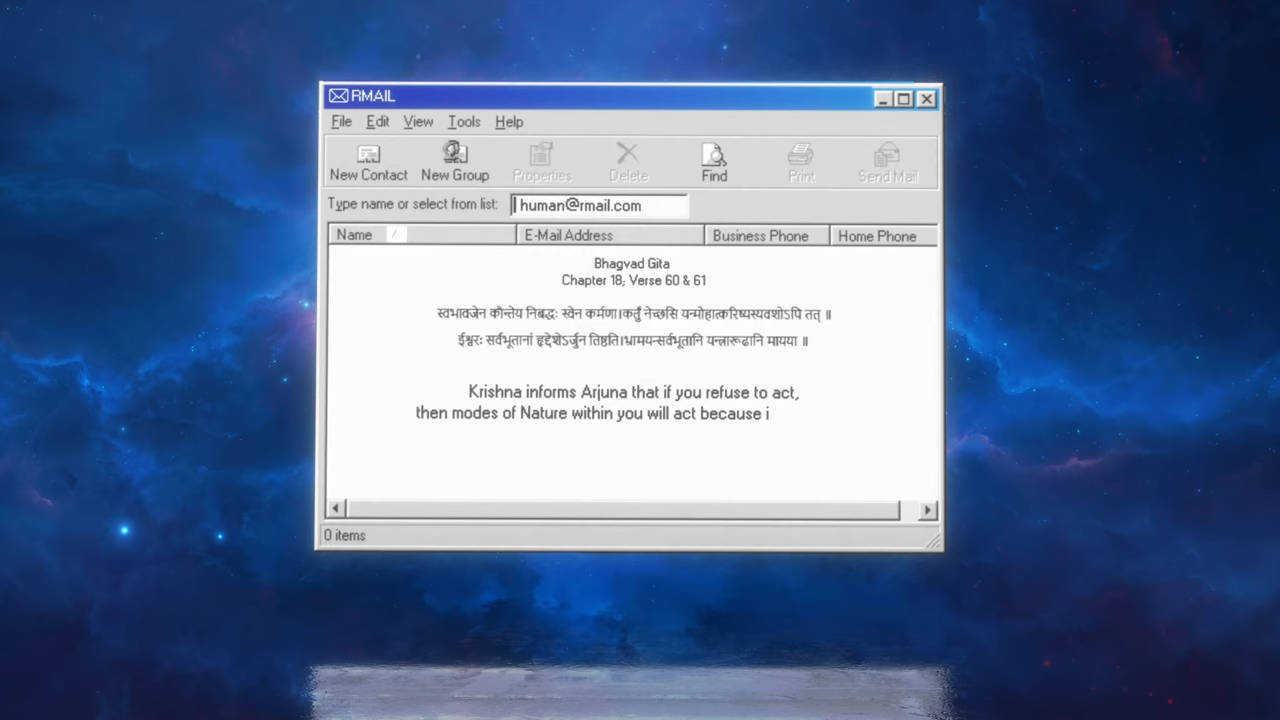 RMAIL
File Edit View Tools Help
New Contact New Group Properties Delete Find Print Send Mail
Type name or select from list: human@rmail.com
Name / E-Mail Address Business Phone Home Phone
Bhagvad Gita
Chapter 18; Verse 60 & 61
स्वभावजेन कौन्तेय निबद्धः स्वेन कर्मणा।कर्तुं नेच्छसि यन्मोहात्करिष्यस्यवशोऽपि तत् ॥
ईश्वरः सर्वभूतानां हृद्देशेऽर्जुन तिष्ठति।भ्रामयन्सर्वभूतानि यन्त्रारूढानि मायया ॥
Krishna informs Arjuna that if you refuse to act,
then modes of Nature within you will act because i
0 items